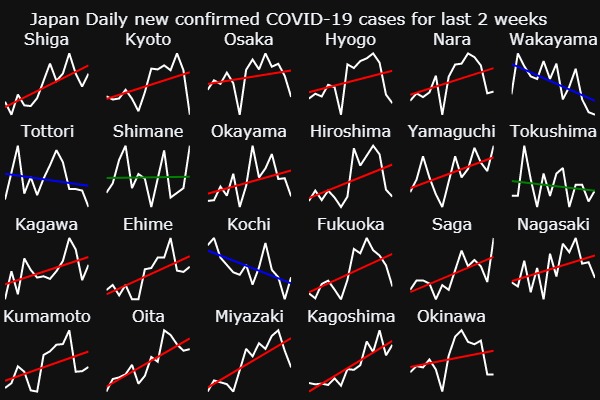 Japan Daily new confirmed COVID-19 cases for last 2 weeks
Shiga Kyoto Osaka Hyogo Nara Wakayama
Tottori Shimane Okayama Hiroshima Yamaguchi Tokushima
Kagawa Ehime Kochi Fukuoka Saga Nagasaki
Kumamoto Oita Miyazaki Kagoshima Okinawa